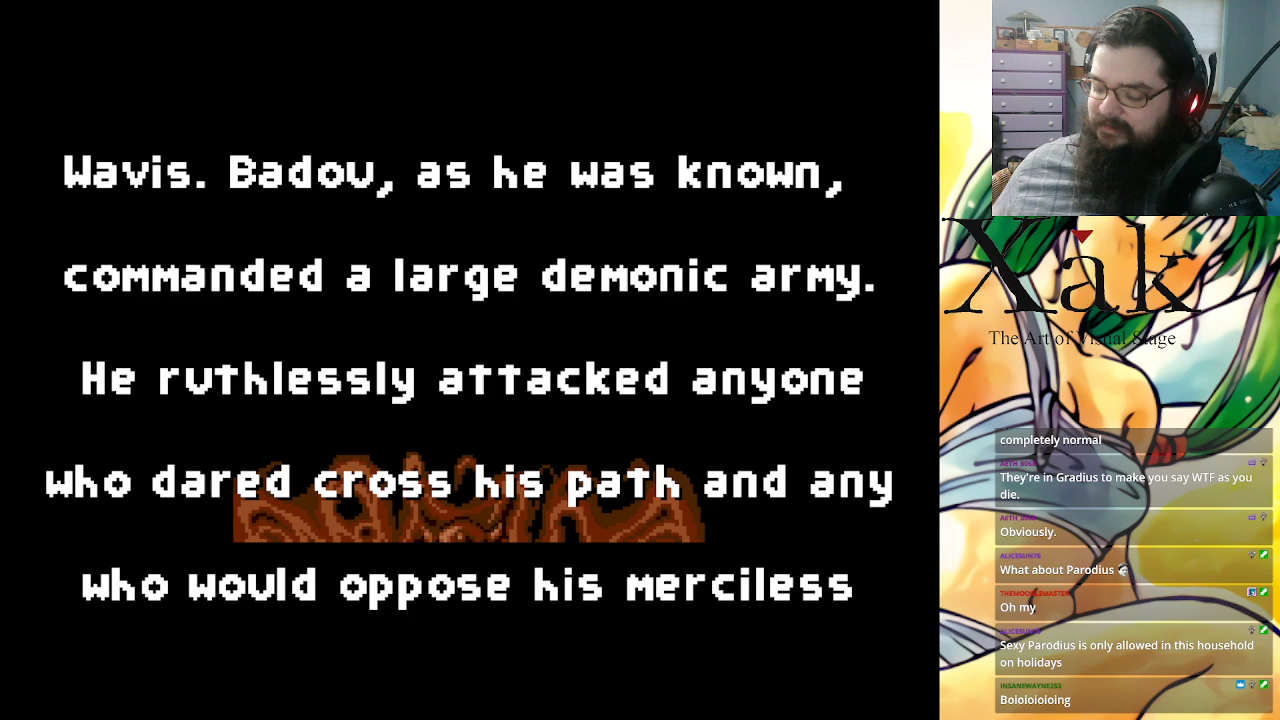 Wavis. Badou, as he was known,
commanded a large demonic army.
He ruthlessly attacked anyone
who dared cross his path and any
who would oppose his merciless
Xak
The Art of Visual Stage
completely normal
They're in Gradius to make you say WTF as you
die.
Obviously.
ALICESUN76
What about Parodius
THEMOOGLEMASTER
Oh my
Sexy Parodius is only allowed in this household
on holidays
INSANEWAYNE253
Boioioioioing